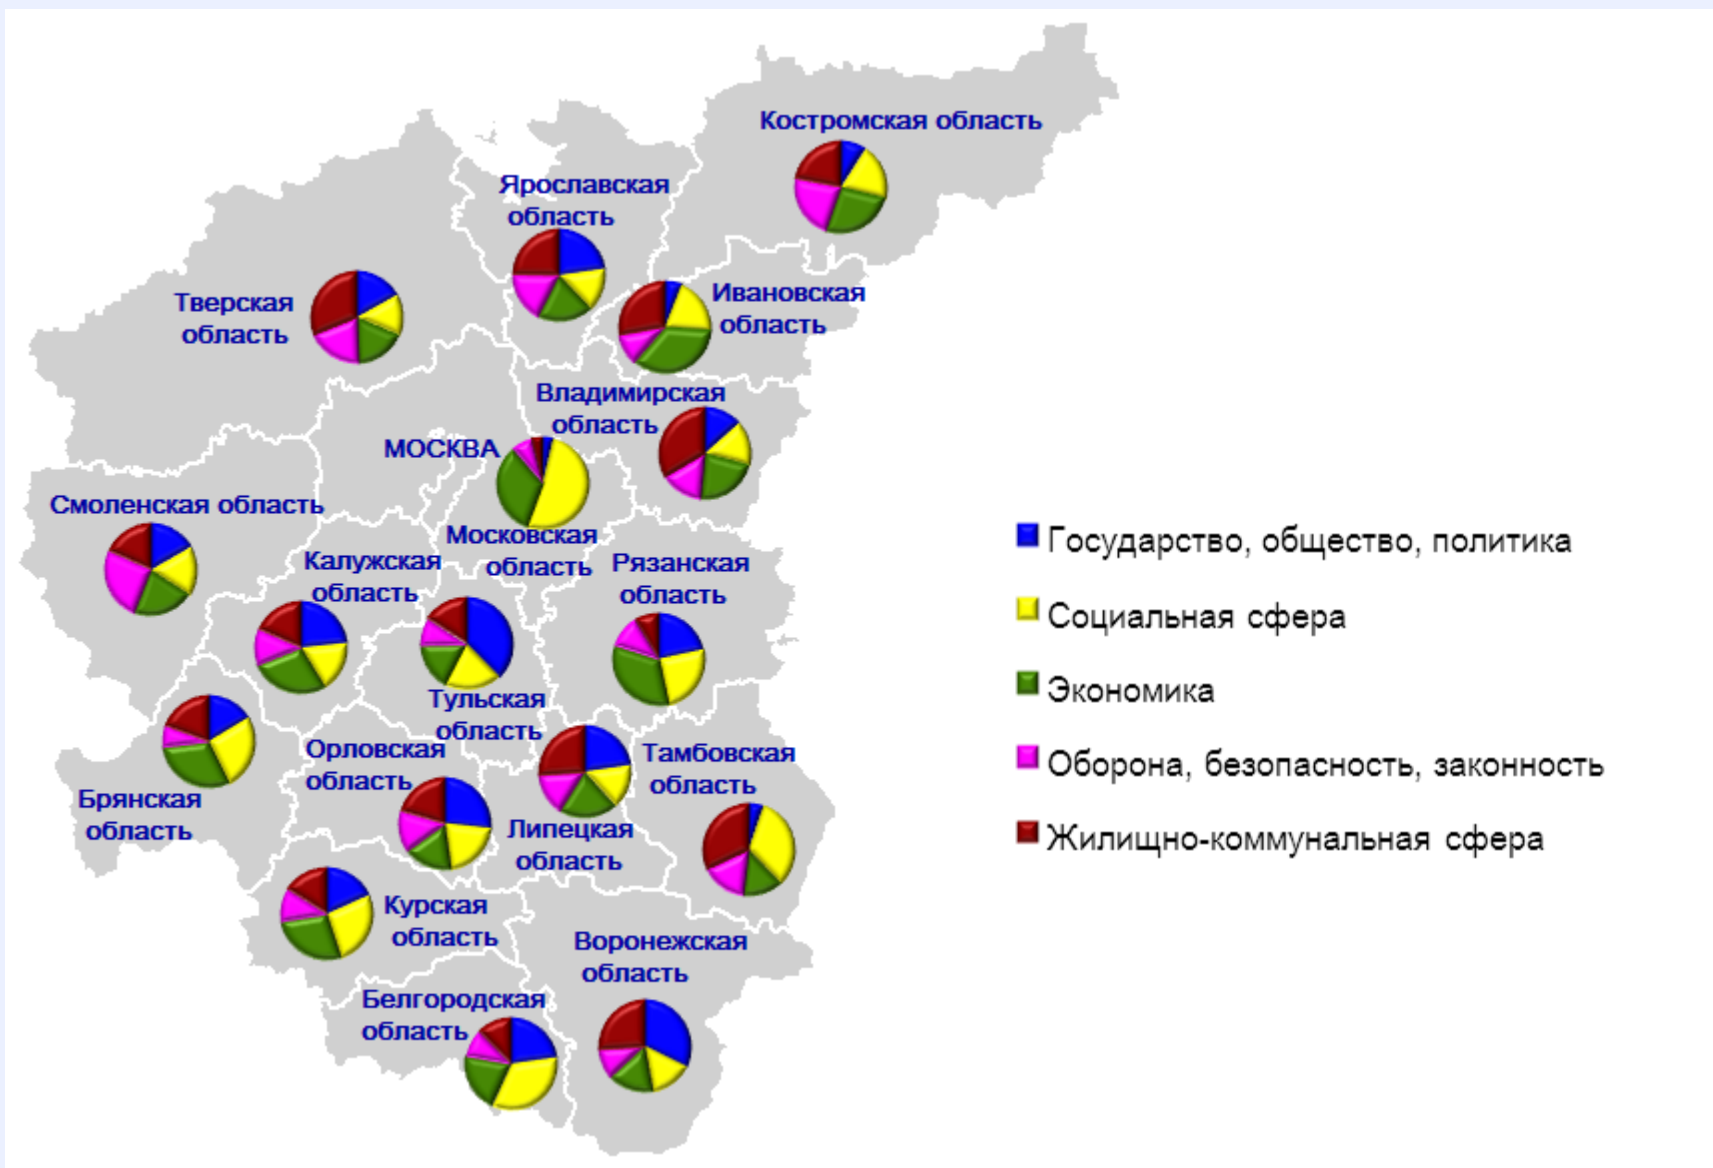 Костромская область
Ярославская
область
Тверская
область
Ивановская
область
Владимирская
область
МОСКВА
Смоленская область
Московская
область
Калужская
область
Рязанская
область
Тульская
область
Орловская
область
Тамбовская
область
Брянская
область
Липецкая
область
Курская
область
Воронежская
область
Белгородская
область
Государство, общество, политика
Социальная сфера
Экономика
Оборона, безопасность, законность
Жилищно-коммунальная сфера